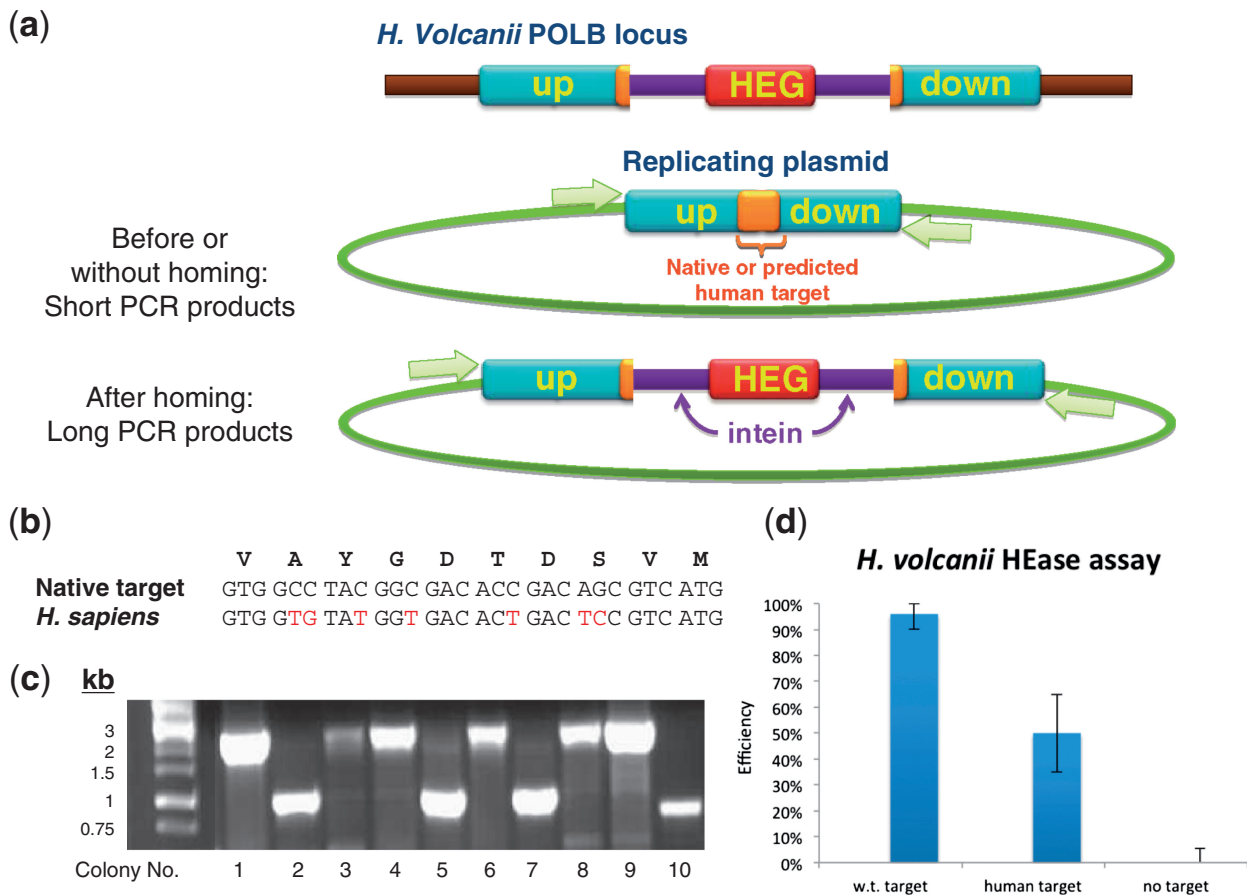 (a)
H. Volcanii POLB locus
up HEG down
Replicating plasmid
up down
Before or
without homing:
Short PCR products
Native or predicted
human target
up HEG down
After homing:
Long PCR products
intein
(b)
V A Y G D T D S V M
Native target GTG GCC TAC GGC GAC ACC GAC AGC GTC ATG
H. sapiens GTG GTG TAT GGT GAC ACT GAC TCC GTC ATG
(c) kb
3
2
1.5
1
0.75
Colony No. 1 2 3 4 5 6 7 8 9 10
(d)
H. volcanii HEase assay
Efficiency
100%
90%
80%
70%
60%
50%
40%
30%
20%
10%
0%
w.t. target human target no target